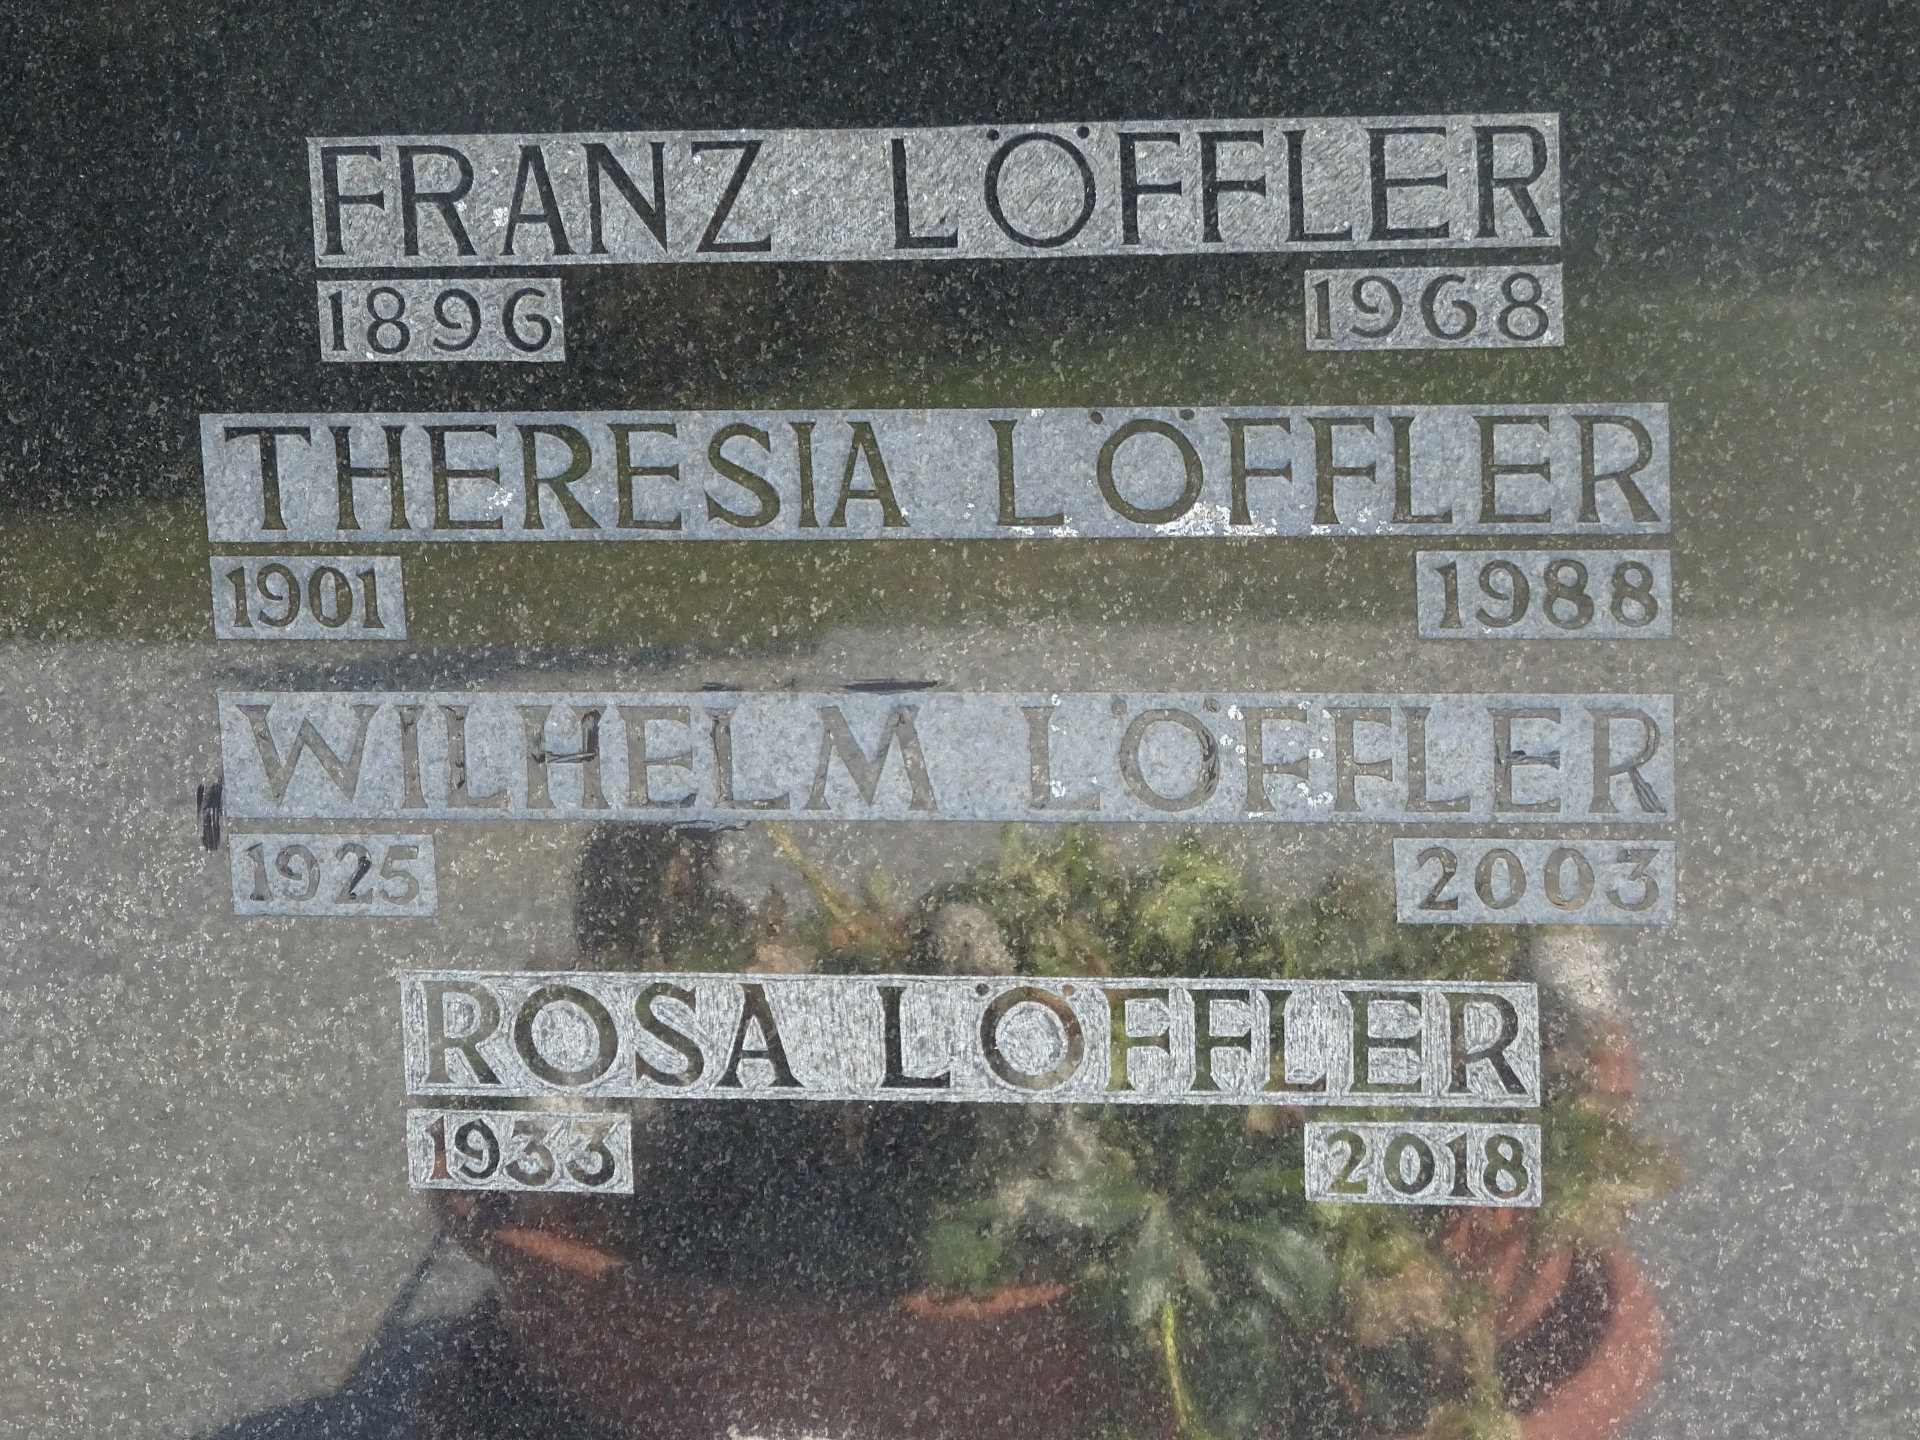 FRANZ LÖFFLER
1896 1968
THERESIA LÖFFLER
1901 1988
WILHELM LÖFFLER
1925 2003
ROSA LÖFFLER
1933 2018